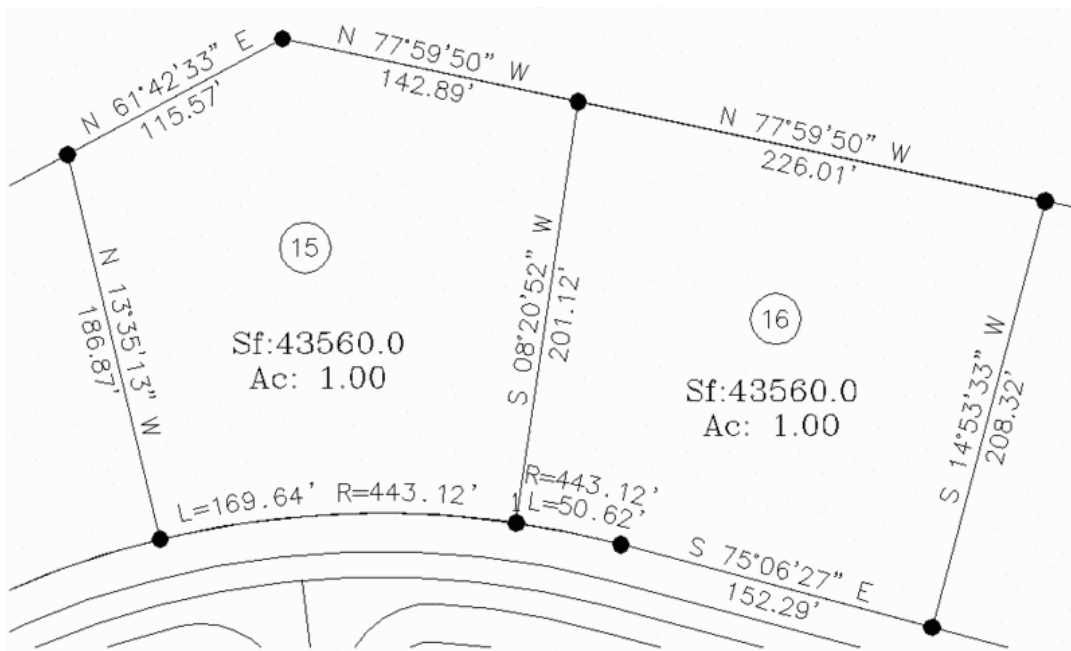 N 61°42'33" E
115.57'
N 77°59'50" W
142.89'
N 77°59'50" W
226.01'
N 13°35'13" W
186.87'
15
Sf:43560.0
Ac: 1.00
S 08°20'52" W
201.12'
16
Sf:43560.0
Ac: 1.00
S 14°53'33" W
208.32'
L=169.64' R=443.12'
R=443.12'
1
L=50.62'
S 75°06'27" E
152.29'